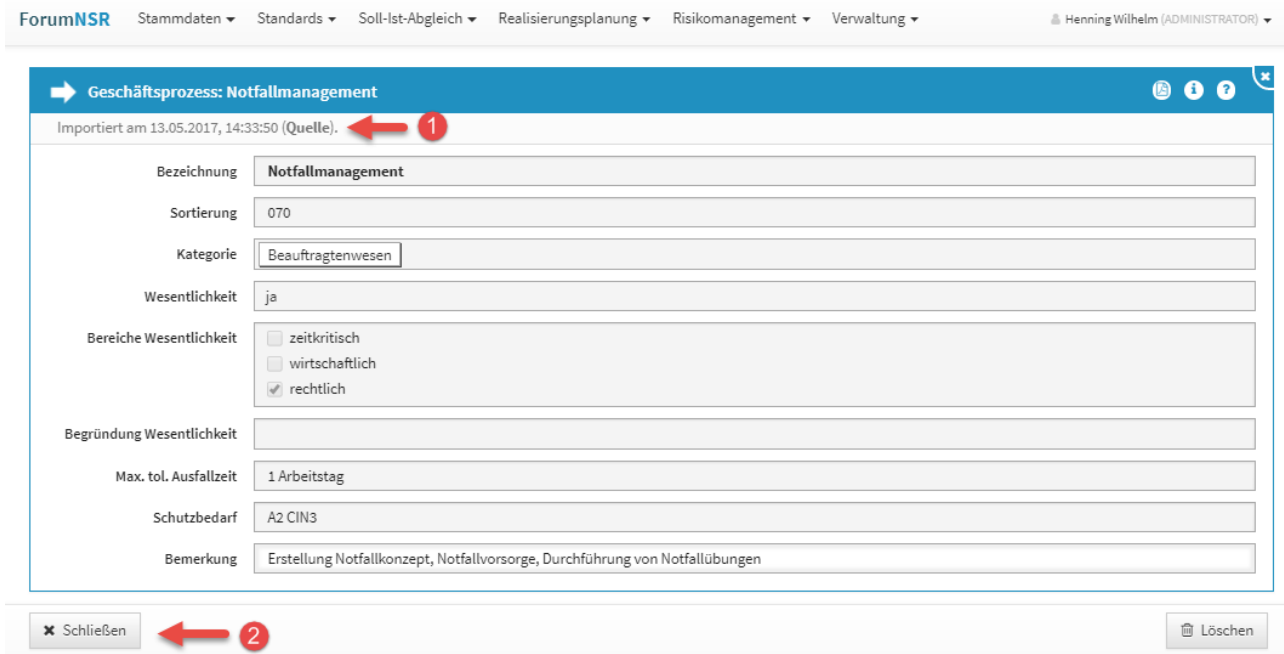 ForumNSR Stammdaten Standards Soll-Ist-Abgleich Realisierungsplanung Risikomanagement Verwaltung Henning Wilhelm (ADMINISTRATOR)
Geschäftsprozess: Notfallmanagement
Importiert am 13.05.2017, 14:33:50 (Quelle). 1
Bezeichnung Notfallmanagement
Sortierung 070
Kategorie Beauftragtenwesen
Wesentlichkeit ja
Bereiche Wesentlichkeit zeitkritisch
wirtschaftlich
rechtlich
Begründung Wesentlichkeit
Max. tol. Ausfallzeit 1 Arbeitstag
Schutzbedarf A2 CIN3
Bemerkung Erstellung Notfallkonzept, Notfallvorsorge, Durchführung von Notfallübungen
Schließen 2 Löschen